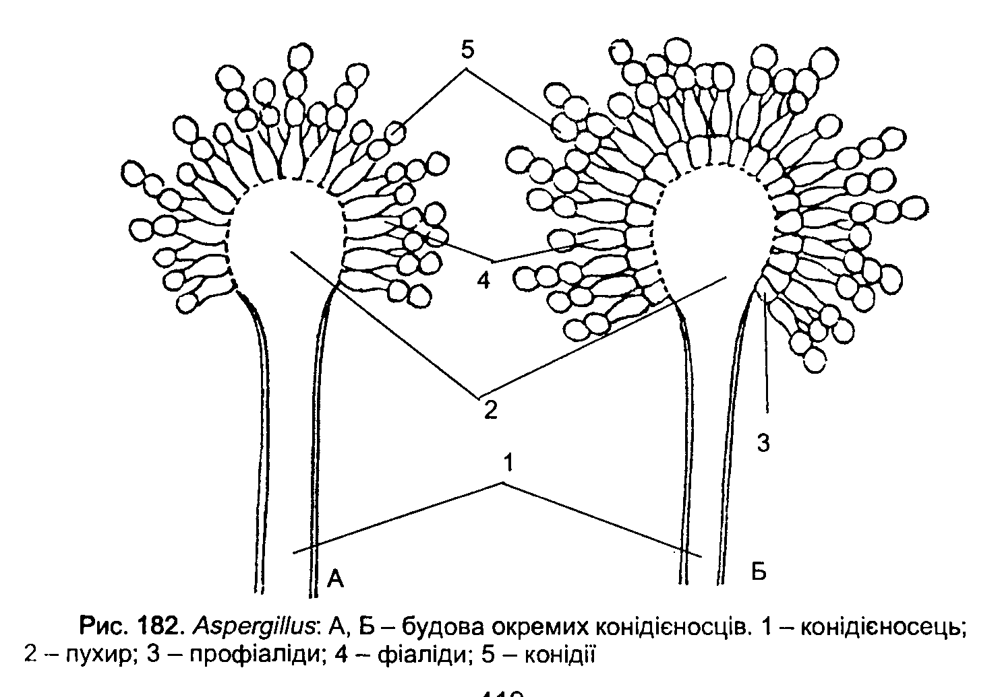 5
4
2
3
1
А
Б
Рис. 182. Aspergillus: А, Б – будова окремих конідієносців. 1 – конідієносець;
2 – пухир; 3 – профіаліди; 4 – фіаліди; 5 – конідії